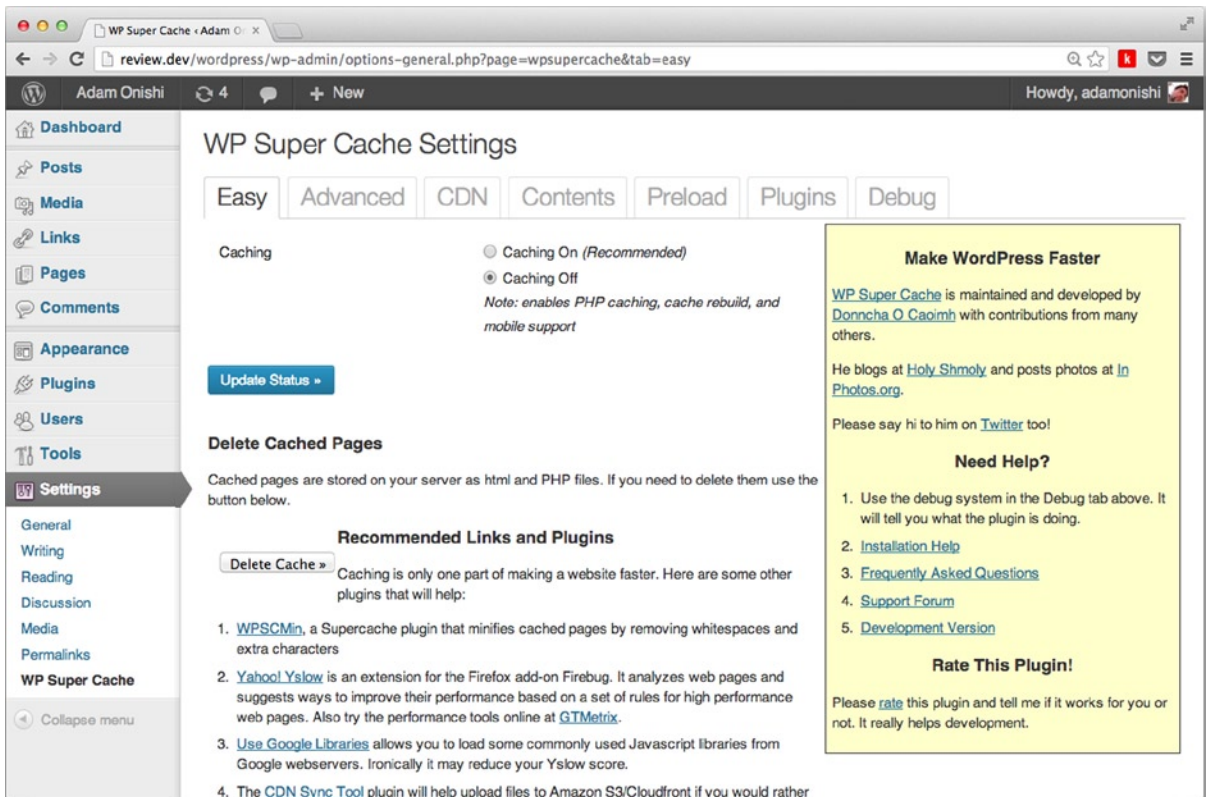 WP Super Cache ‹ Adam O
review.dev/wordpress/wp-admin/options-general.php?page=wpsupercache&tab=easy
k
Adam Onishi
4
+ New
Howdy, adamonishi
Dashboard
Posts
Media
Links
Pages
Comments
Appearance
Plugins
Users
Tools
Settings
General
Writing
Reading
Discussion
Media
Permalinks
WP Super Cache
Collapse menu
WP Super Cache Settings
Easy
Advanced
CDN
Contents
Preload
Plugins
Debug
Caching
Caching On (Recommended)
Caching Off
Note: enables PHP caching, cache rebuild, and
mobile support
Update Status »
Delete Cached Pages
Cached pages are stored on your server as html and PHP files. If you need to delete them use the
button below.
Delete Cache »
Recommended Links and Plugins
Caching is only one part of making a website faster. Here are some other
plugins that will help:
1. WPSCMin, a Supercache plugin that minifies cached pages by removing whitespaces and
extra characters
2. Yahoo! Yslow is an extension for the Firefox add-on Firebug. It analyzes web pages and
suggests ways to improve their performance based on a set of rules for high performance
web pages. Also try the performance tools online at GTMetrix.
3. Use Google Libraries allows you to load some commonly used Javascript libraries from
Google webservers. Ironically it may reduce your Yslow score.
4. The CDN Sync Tool plugin will help upload files to Amazon S3/Cloudfront if you would rather
Make WordPress Faster
WP Super Cache is maintained and developed by
Donncha O Caoimh with contributions from many
others.
He blogs at Holy Shmoly and posts photos at In
Photos.org.
Please say hi to him on Twitter too!
Need Help?
1. Use the debug system in the Debug tab above. It
will tell you what the plugin is doing.
2. Installation Help
3. Frequently Asked Questions
4. Support Forum
5. Development Version
Rate This Plugin!
Please rate this plugin and tell me if it works for you or
not. It really helps development.